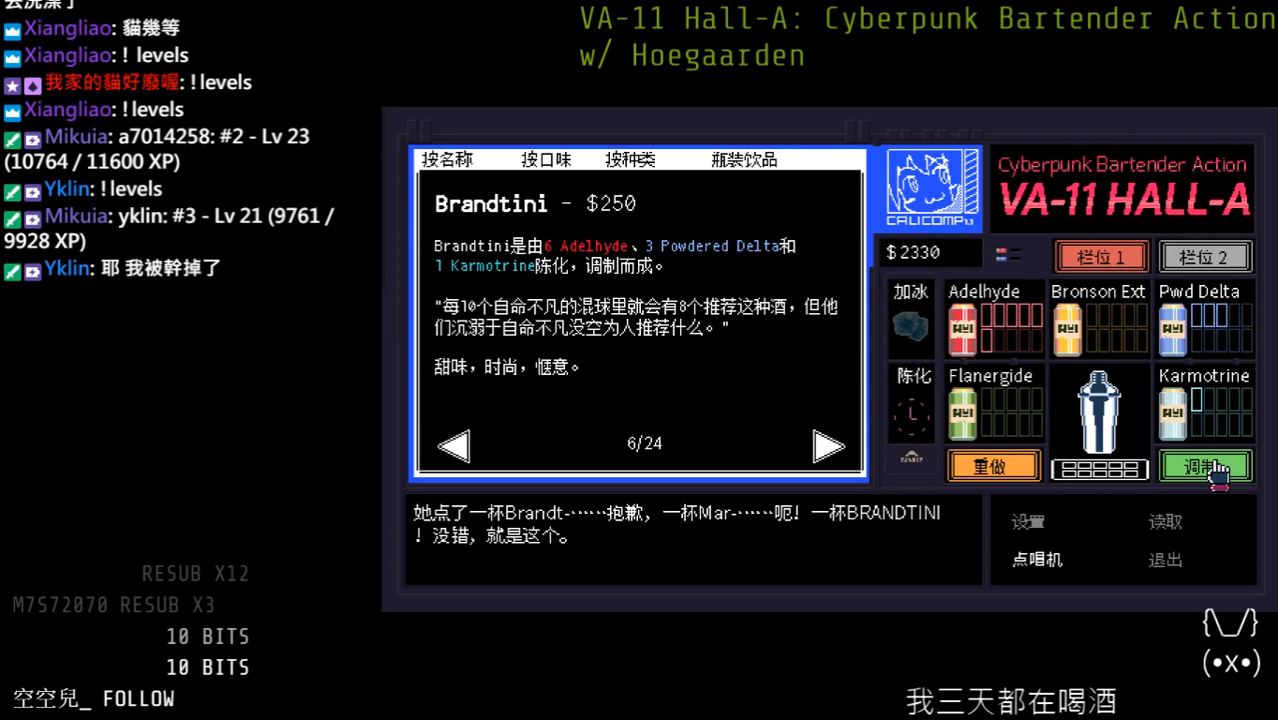 Xiangliao: 貓幾等
Xiangliao: ! levels
我家的貓好廢喔: !levels
Xiangliao: !levels
Mikuia: a7014258: #2 - Lv 23
(10764 / 11600 XP)
Yklin: !levels
Mikuia: yklin: #3 - Lv 21 (9761 /
9928 XP)
Yklin: 耶 我被幹掉了
VA-11 Hall-A: Cyberpunk Bartender Action
w/ Hoegaarden
按名称 按口味 按种类 瓶装饮品
Brandtini - $250
Brandtini是由6 Adelhyde、3 Powdered Delta和
1 Karmotrine陈化，调制而成。
"每10个自命不凡的混球里就会有8个推荐这种酒，但他
们沉溺于自命不凡没空为人推荐什么。"
甜味，时尚，惬意。
6/24
CALICOMP
Cyberpunk Bartender Action
VA-11 HALL-A
$2330
栏位1 栏位2
加冰 Adelhyde Bronson Ext Pwd Delta
陈化 Flanergide Karmotrine
重做
她点了一杯Brandt-……抱歉，一杯Mar-……呃！一杯BRANDTINI
！没错，就是这个。
设置 读取
点唱机 退出
RESUB X12
M7S72070 RESUB X3
10 BITS
10 BITS
空空兒_ FOLLOW
{\_/}
(•x•)
我三天都在喝酒